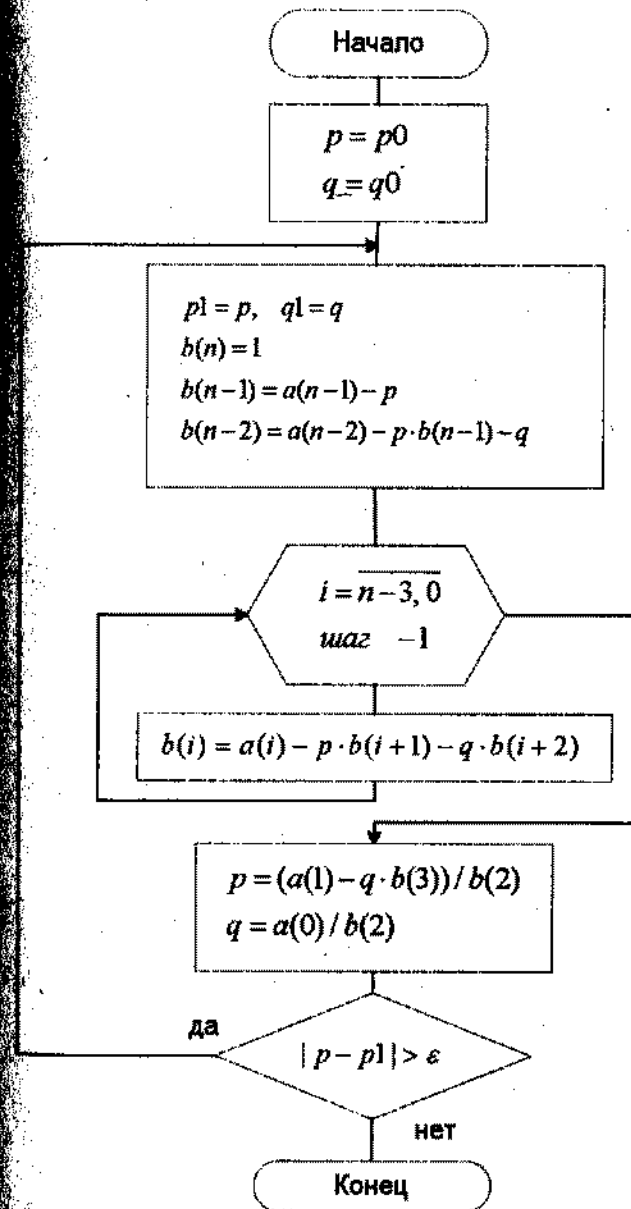 Начало
p = p0
q = q0
p1 = p, q1 = q
b(n) = 1
b(n−1) = a(n−1) − p
b(n−2) = a(n−2) − p·b(n−1) − q
i = n−3, 0
шаг −1
b(i) = a(i) − p·b(i+1) − q·b(i+2)
p = (a(1) − q·b(3))/b(2)
q = a(0)/b(2)
да
| p − p1 | > ε
нет
Конец